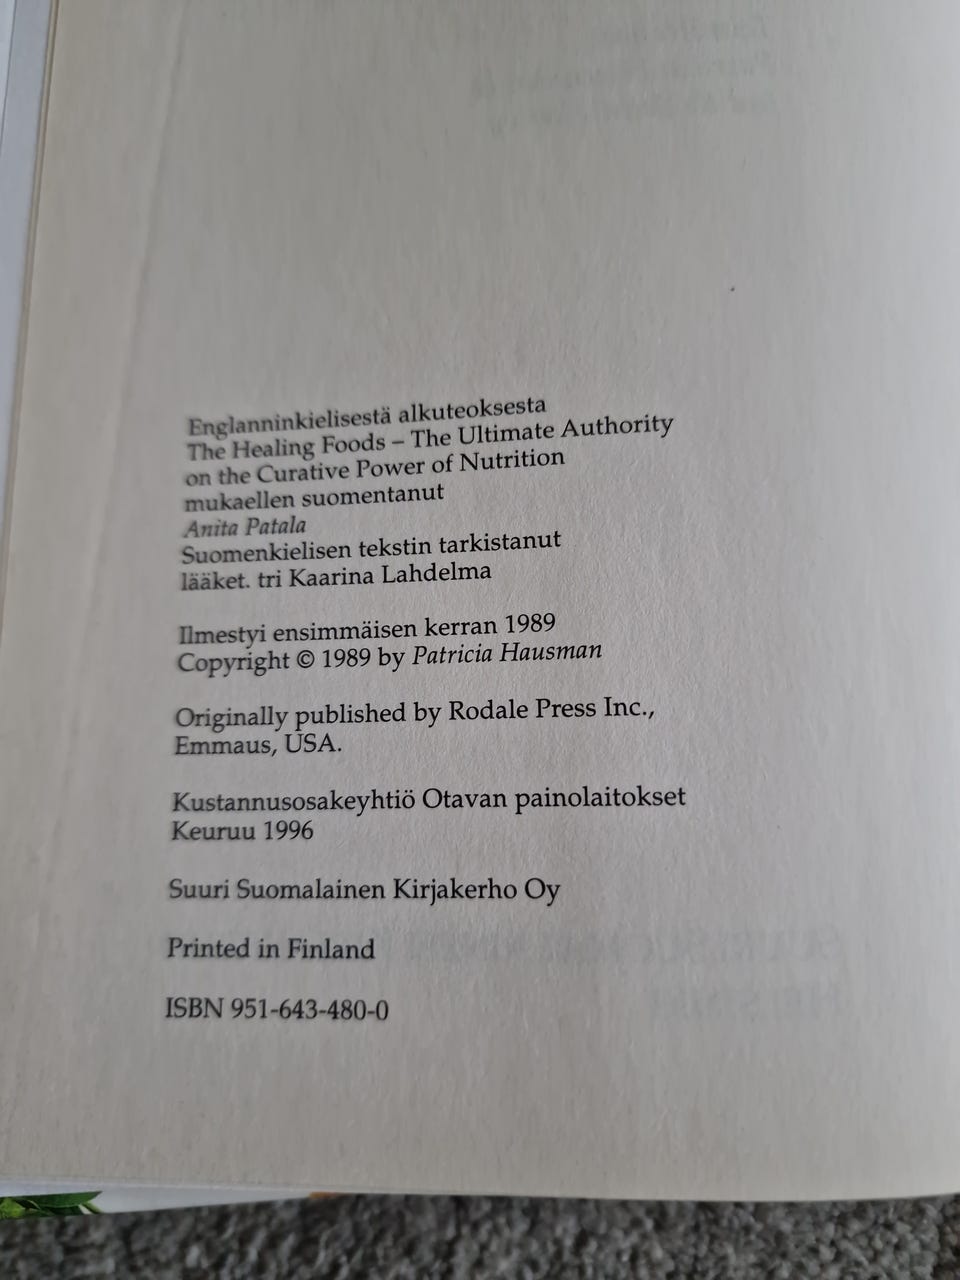 Englanninkielisestä alkuteoksesta
The Healing Foods – The Ultimate Authority
on the Curative Power of Nutrition
mukaellen suomentanut
Anita Patala
Suomenkielisen tekstin tarkistanut
lääket. tri Kaarina Lahdelma
Ilmestyi ensimmäisen kerran 1989
Copyright © 1989 by Patricia Hausman
Originally published by Rodale Press Inc.,
Emmaus, USA.
Kustannusosakeyhtiö Otavan painolaitokset
Keuruu 1996
Suuri Suomalainen Kirjakerho Oy
Printed in Finland
ISBN 951-643-480-0